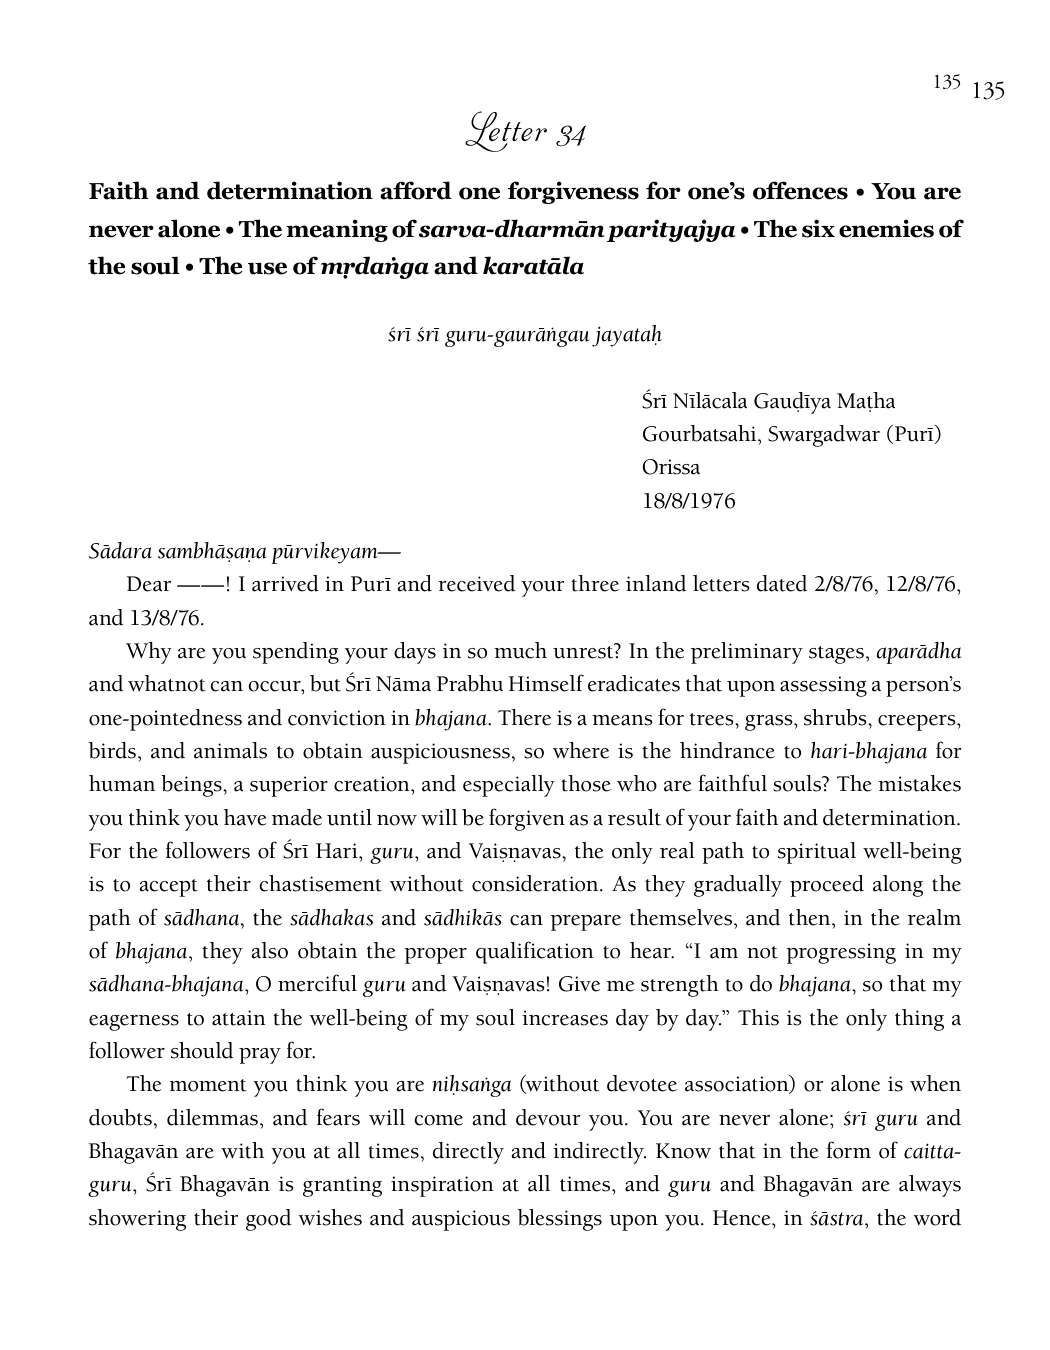 135 135
Letter 34
Faith and determination afford one forgiveness for one’s offences • You are
never alone • The meaning of sarva-dharmān parityajya • The six enemies of
the soul • The use of mṛdaṅga and karatāla
śrī śrī guru-gaurāṅgau jayataḥ
Śrī Nīlācala Gauḍīya Maṭha
Gourbatsahi, Swargadwar (Purī)
Orissa
18/8/1976
Sādara sambhāṣaṇa pūrvikeyam—
Dear ——! I arrived in Purī and received your three inland letters dated 2/8/76, 12/8/76,
and 13/8/76.
Why are you spending your days in so much unrest? In the preliminary stages, aparādha
and whatnot can occur, but Śrī Nāma Prabhu Himself eradicates that upon assessing a person’s
one-pointedness and conviction in bhajana. There is a means for trees, grass, shrubs, creepers,
birds, and animals to obtain auspiciousness, so where is the hindrance to hari-bhajana for
human beings, a superior creation, and especially those who are faithful souls? The mistakes
you think you have made until now will be forgiven as a result of your faith and determination.
For the followers of Śrī Hari, guru, and Vaiṣṇavas, the only real path to spiritual well-being
is to accept their chastisement without consideration. As they gradually proceed along the
path of sādhana, the sādhakas and sādhikās can prepare themselves, and then, in the realm
of bhajana, they also obtain the proper qualification to hear. “I am not progressing in my
sādhana-bhajana, O merciful guru and Vaiṣṇavas! Give me strength to do bhajana, so that my
eagerness to attain the well-being of my soul increases day by day.” This is the only thing a
follower should pray for.
The moment you think you are niḥsaṅga (without devotee association) or alone is when
doubts, dilemmas, and fears will come and devour you. You are never alone; śrī guru and
Bhagavān are with you at all times, directly and indirectly. Know that in the form of caitta-
guru, Śrī Bhagavān is granting inspiration at all times, and guru and Bhagavān are always
showering their good wishes and auspicious blessings upon you. Hence, in śāstra, the word